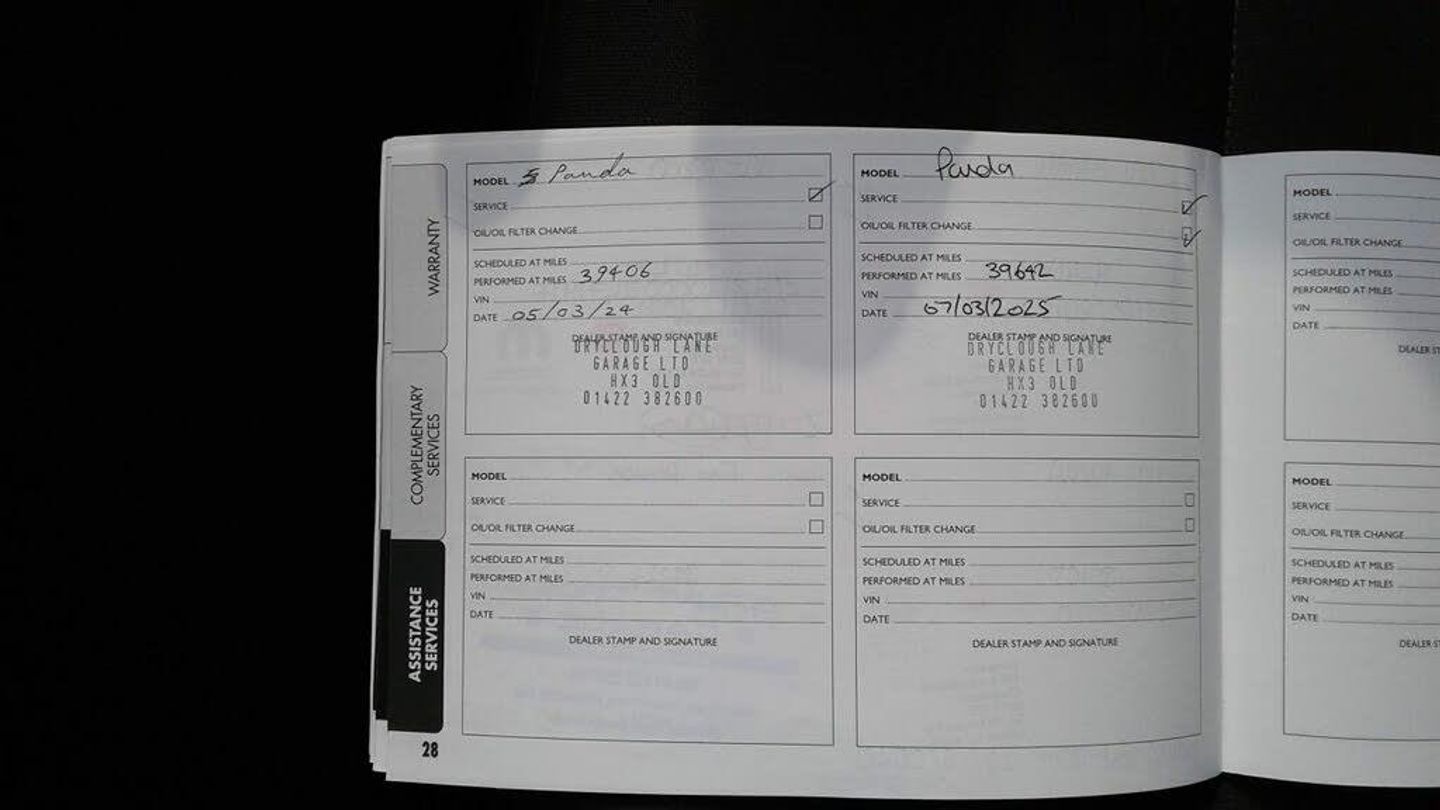 WARRANTY
COMPLEMENTARY
SERVICES
ASSISTANCE
SERVICES
28
MODEL Panda
SERVICE
OIL/OIL FILTER CHANGE
SCHEDULED AT MILES
PERFORMED AT MILES 39406
VIN
DATE 05/03/24
DEALER STAMP AND SIGNATURE
DRYCLOUGH LANE
GARAGE LTD
HX3 0LD
01422 382600
MODEL Panda
SERVICE
OIL/OIL FILTER CHANGE
SCHEDULED AT MILES
PERFORMED AT MILES 39642
VIN
DATE 07/03/2025
DEALER STAMP AND SIGNATURE
DRYCLOUGH LANE
GARAGE LTD
HX3 0LD
01422 382600
MODEL
SERVICE
OIL/OIL FILTER CHANGE
SCHEDULED AT MILES
PERFORMED AT MILES
VIN
DATE
DEALER STAMP AND SIGNATURE
MODEL
SERVICE
OIL/OIL FILTER CHANGE
SCHEDULED AT MILES
PERFORMED AT MILES
VIN
DATE
DEALER STAMP AND SIGNATURE
MODEL
SERVICE
OIL/OIL FILTER CHANGE
SCHEDULED AT MILES
PERFORMED AT MILES
VIN
DATE
DEALER
MODEL
SERVICE
OIL/OIL FILTER CHANGE
SCHEDULED AT MILES
PERFORMED AT MILES
VIN
DATE
DEALER